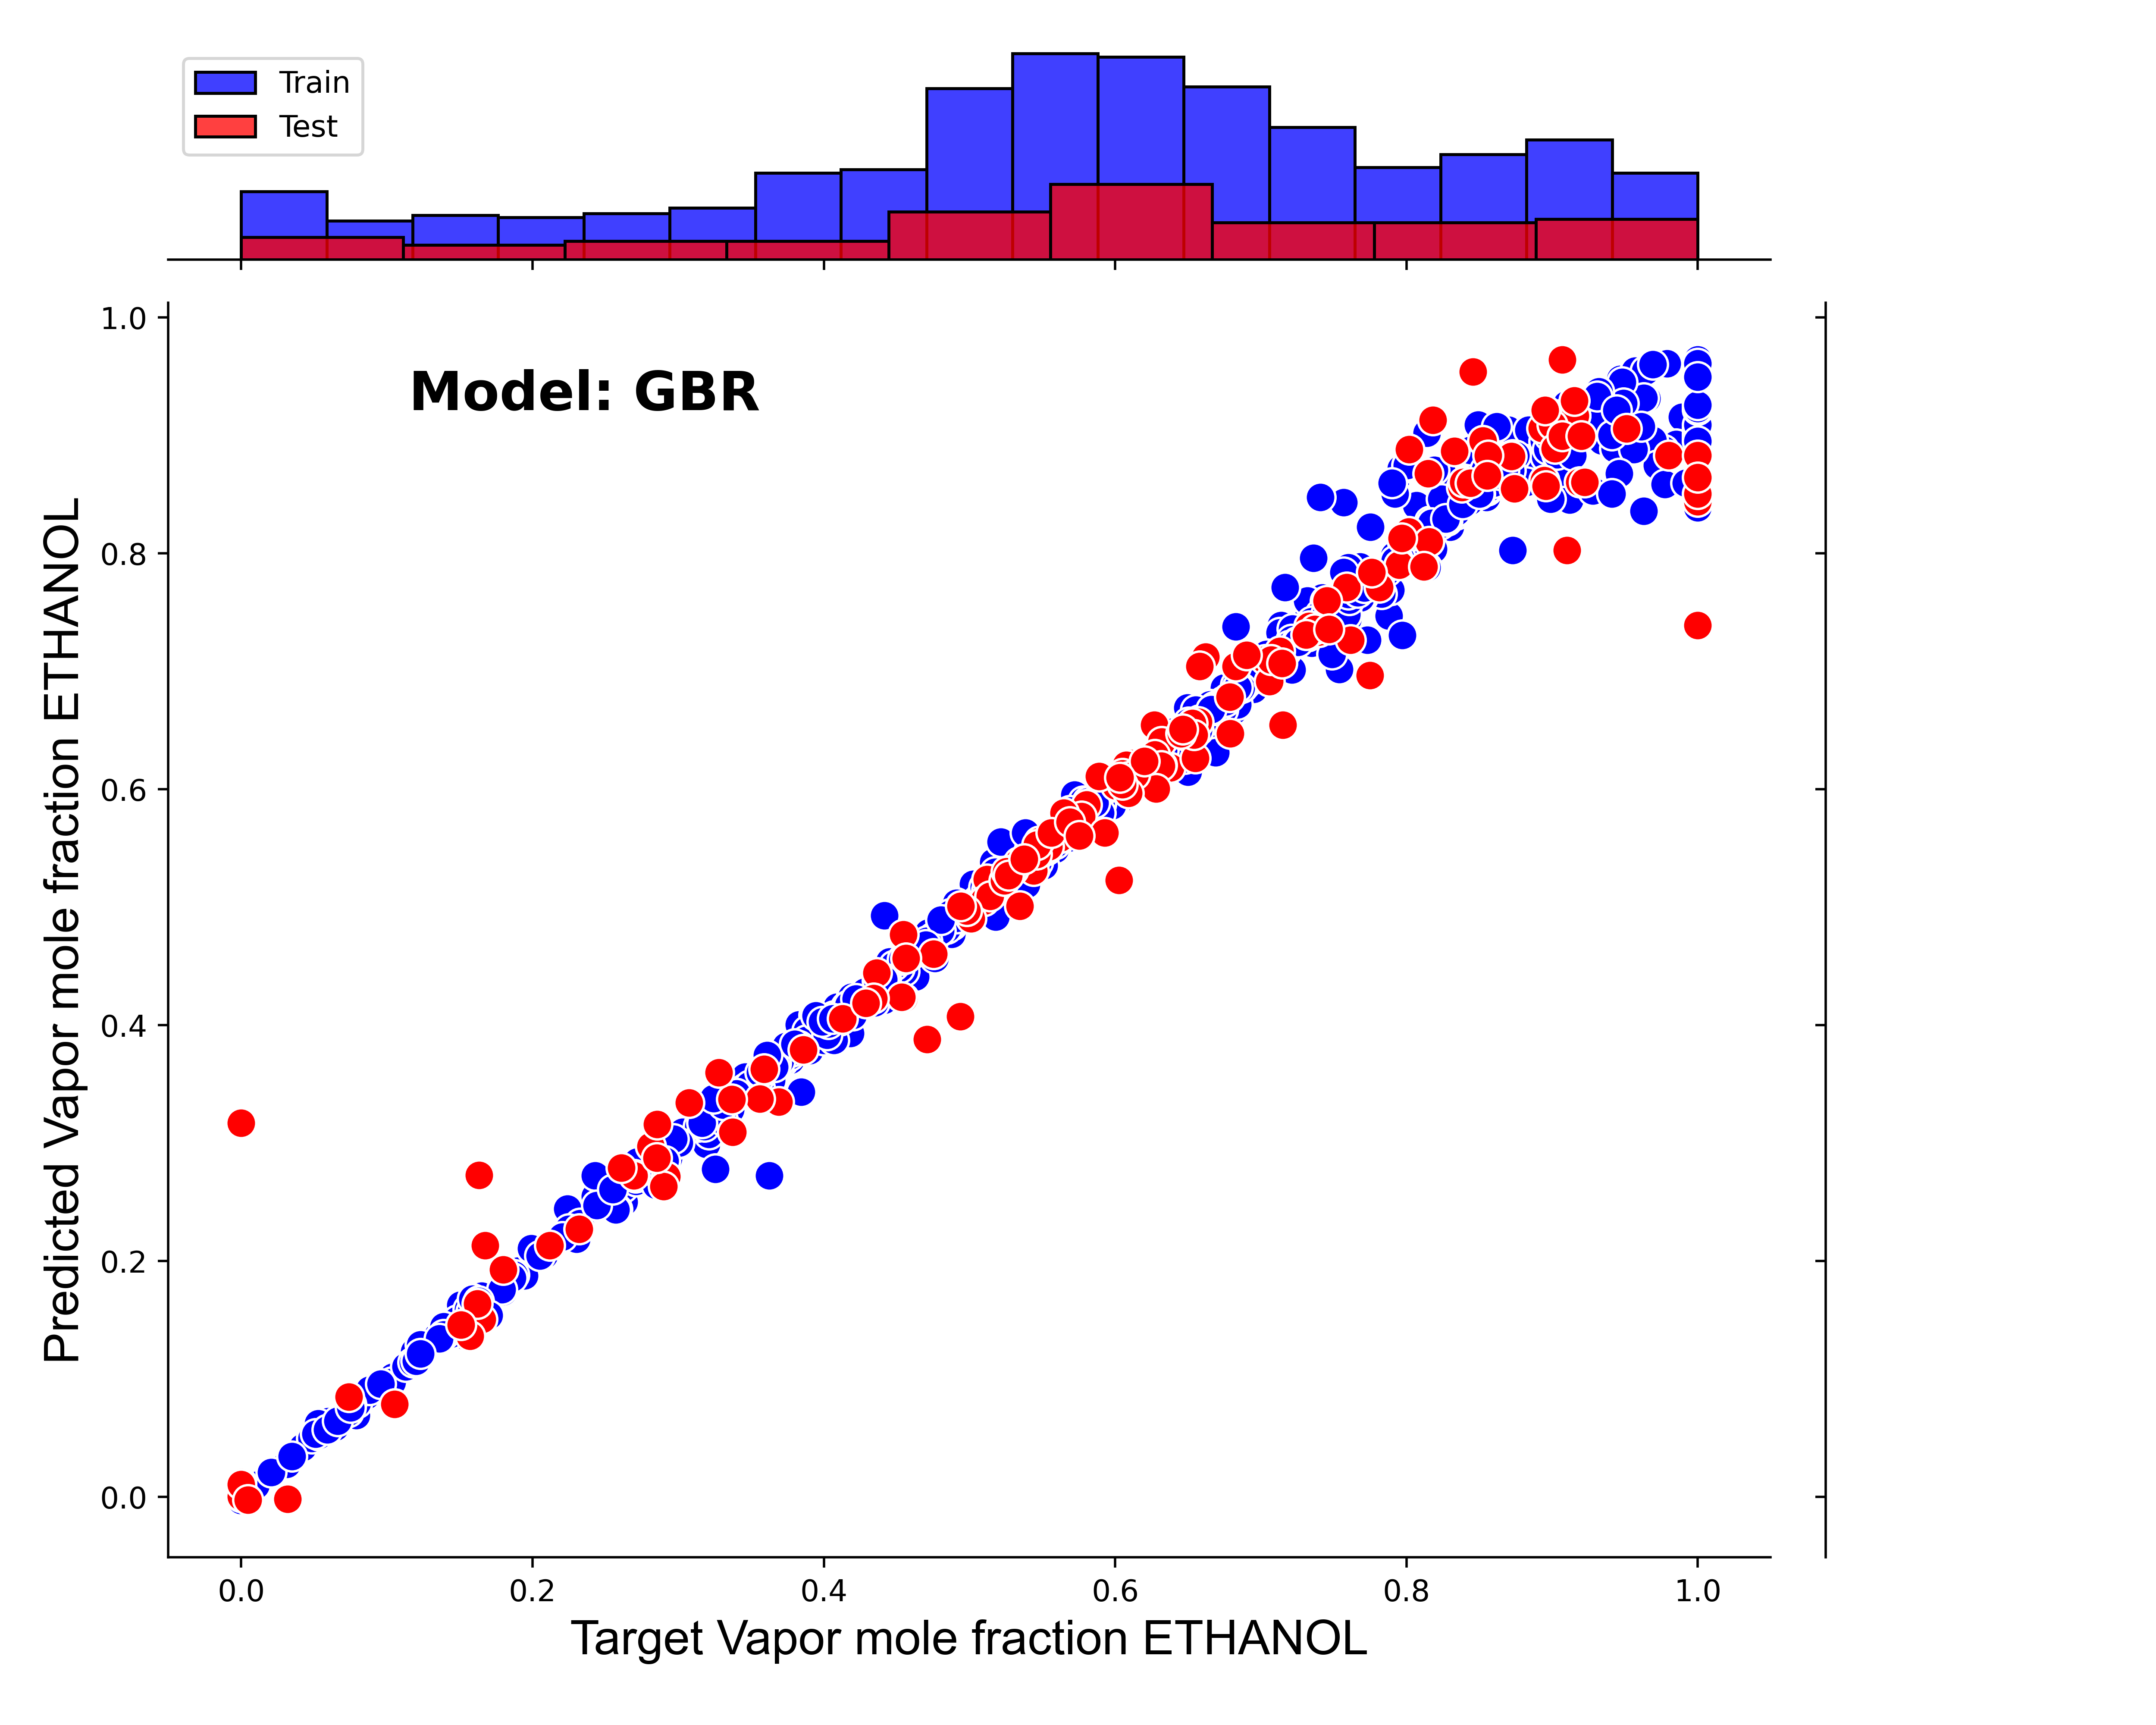 Train
Test
Model: GBR
1.0
0.8
0.6
0.4
0.2
0.0
Predicted Vapor mole fraction ETHANOL
0.0 0.2 0.4 0.6 0.8 1.0
Target Vapor mole fraction ETHANOL